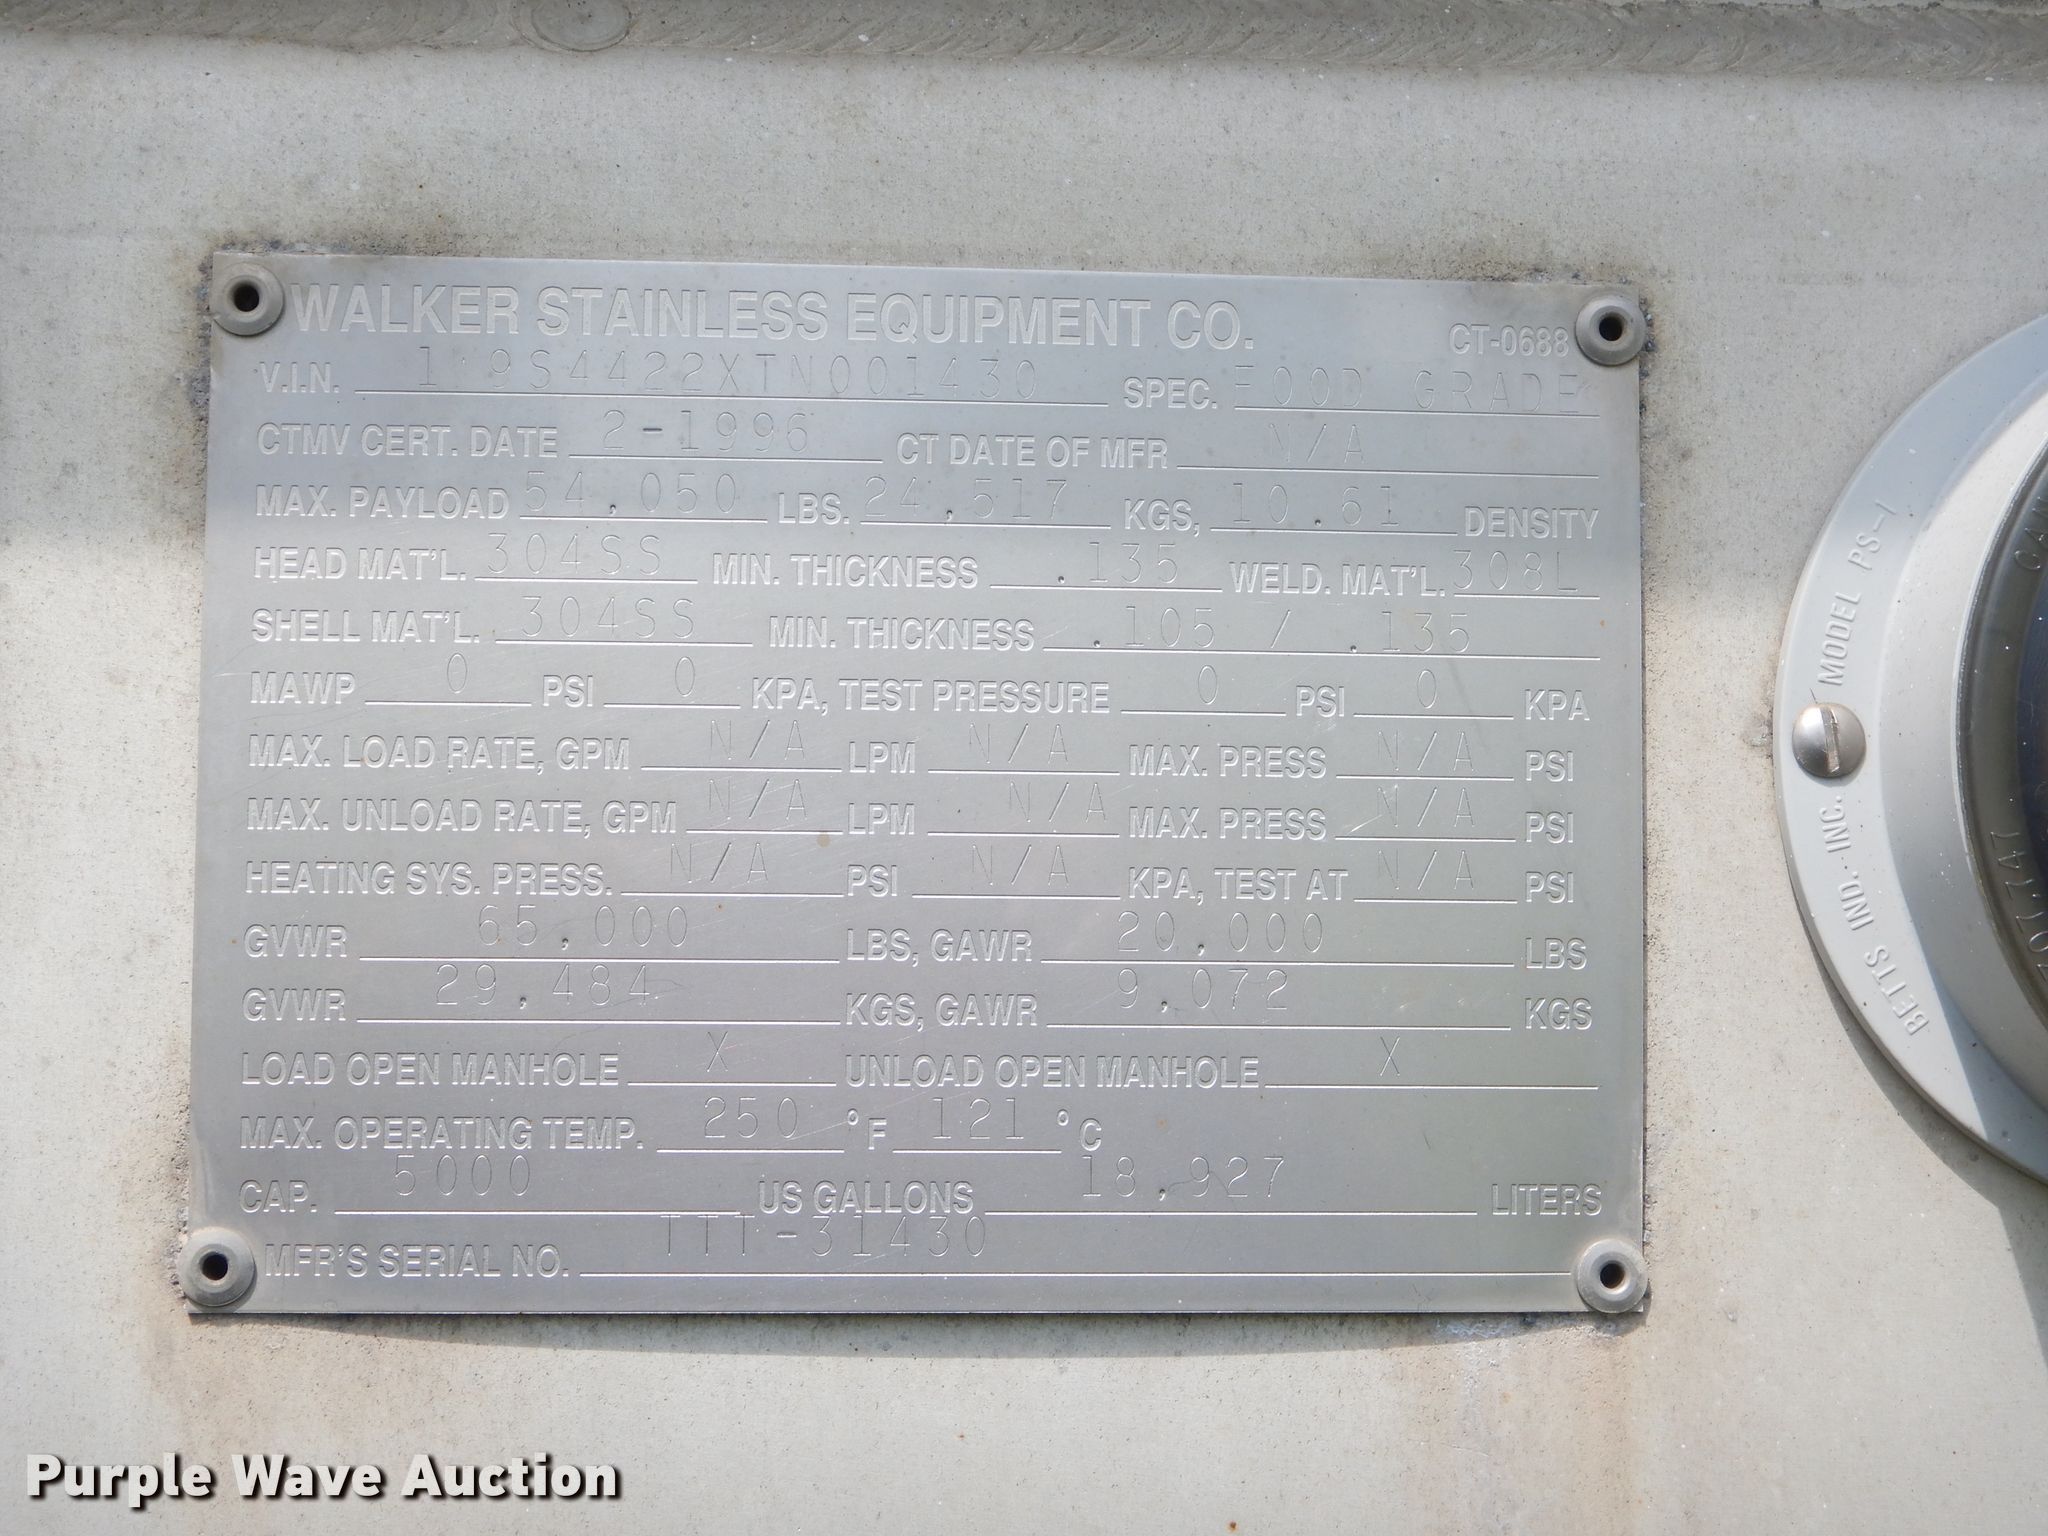 WALKER STAINLESS EQUIPMENT CO. CT-0688
V.I.N. SPEC. FOOD GRADE
CTMV CERT. DATE 2-1996 CT DATE OF MFR N/A
MAX. PAYLOAD 54,050 LBS. 24,517 KGS, 10.61 DENSITY
HEAD MAT'L. 304SS MIN. THICKNESS .135 WELD. MAT'L. 308L
SHELL MAT'L. 304SS MIN. THICKNESS .105 / .135
MAWP 0 PSI 0 KPA, TEST PRESSURE 0 PSI 0 KPA
MAX. LOAD RATE, GPM N/A LPM N/A MAX. PRESS N/A PSI
MAX. UNLOAD RATE, GPM N/A LPM N/A MAX. PRESS N/A PSI
HEATING SYS. PRESS. N/A PSI N/A KPA, TEST AT N/A PSI
GVWR 65,000 LBS, GAWR 20,000 LBS
GVWR 29,484 KGS, GAWR 9,072 KGS
LOAD OPEN MANHOLE X UNLOAD OPEN MANHOLE X
MAX. OPERATING TEMP. 250 °F 121 °C
CAP. 5000 US GALLONS 18,927 LITERS
MFR'S SERIAL NO. TTT-31430
BETTS IND. INC. MODEL PS-1
Purple Wave Auction